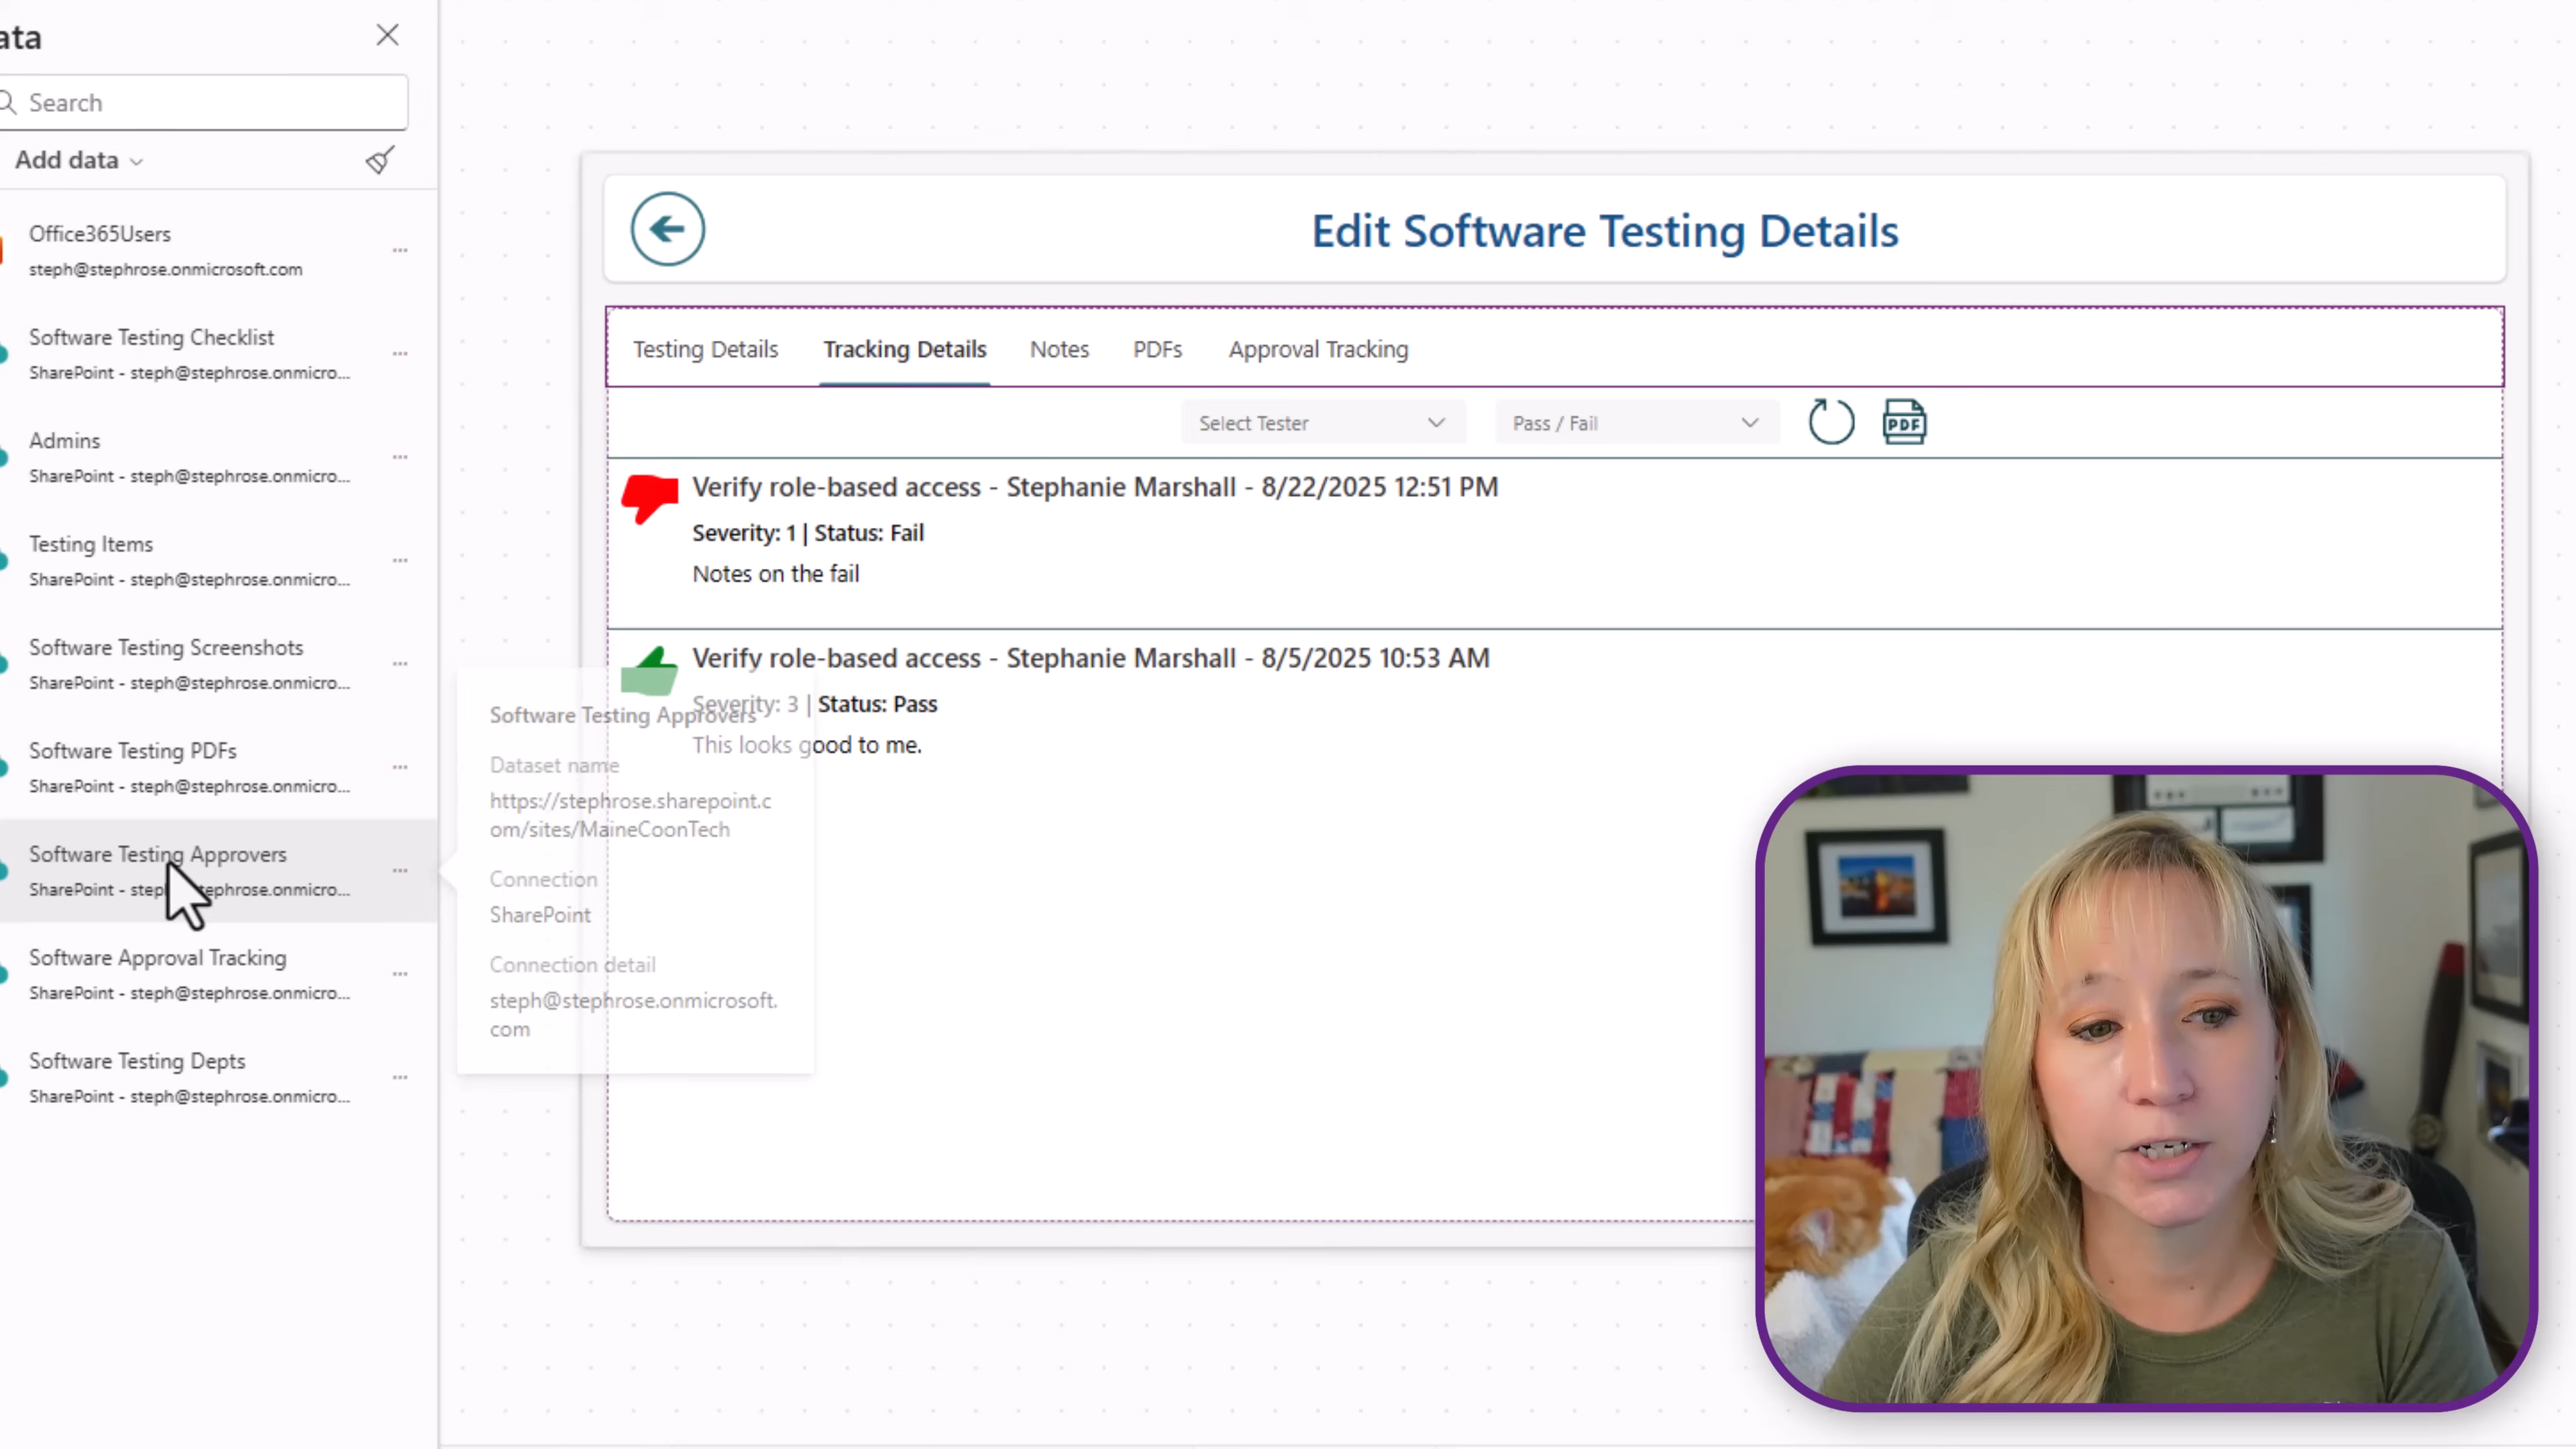 ata
Search
Add data
Office365Users
steph@stephrose.onmicrosoft.com
Software Testing Checklist
SharePoint - steph@stephrose.onmicro...
Admins
SharePoint - steph@stephrose.onmicro...
Testing Items
SharePoint - steph@stephrose.onmicro...
Software Testing Screenshots
SharePoint - steph@stephrose.onmicro...
Software Testing PDFs
SharePoint - steph@stephrose.onmicro...
Software Testing Approvers
SharePoint - steph@stephrose.onmicro...
Software Approval Tracking
SharePoint - steph@stephrose.onmicro...
Software Testing Depts
SharePoint - steph@stephrose.onmicro...
Software Testing Approvers
Dataset name
https://stephrose.sharepoint.c
om/sites/MaineCoonTech
Connection
SharePoint
Connection detail
steph@stephrose.onmicrosoft.
com
Edit Software Testing Details
Testing Details Tracking Details Notes PDFs Approval Tracking
Select Tester Pass / Fail PDF
Verify role-based access - Stephanie Marshall - 8/22/2025 12:51 PM
Severity: 1 | Status: Fail
Notes on the fail
Verify role-based access - Stephanie Marshall - 8/5/2025 10:53 AM
Severity: 3 | Status: Pass
This looks good to me.